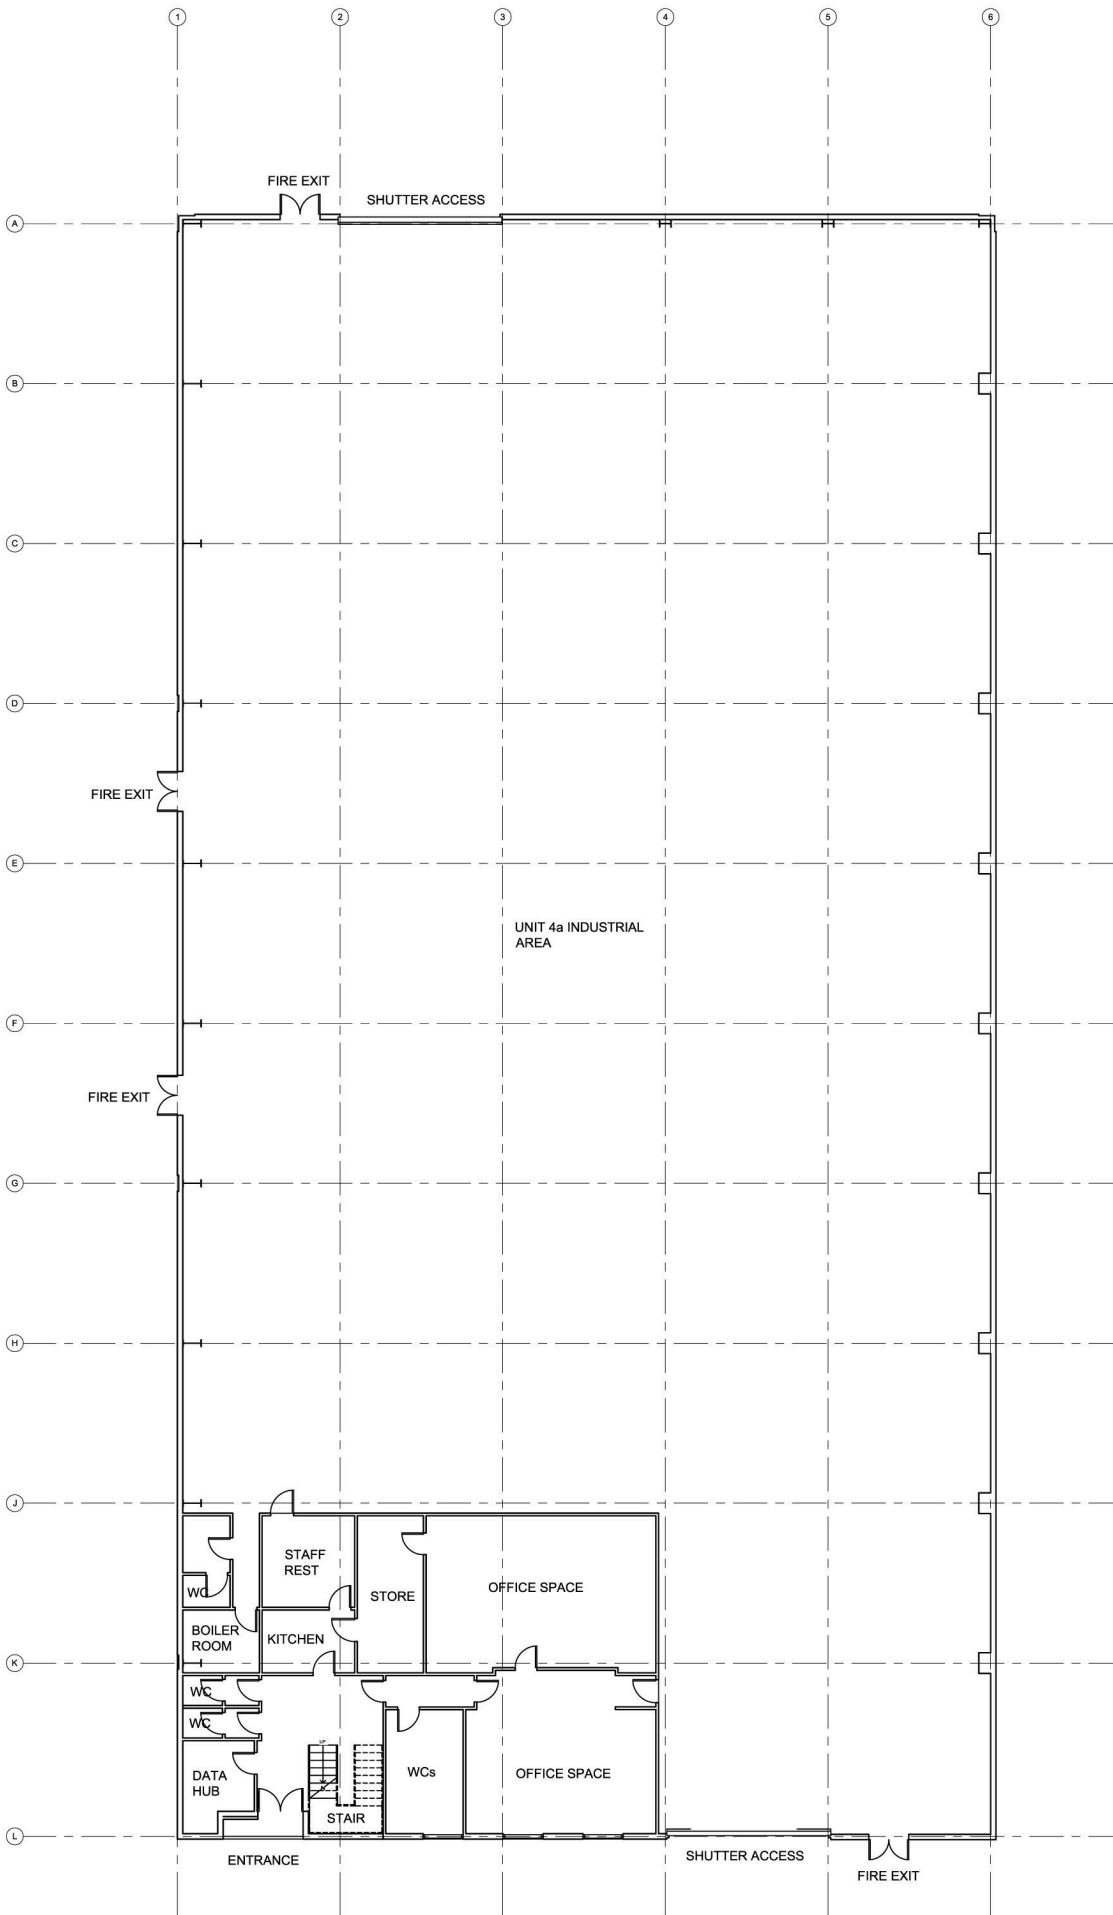 1
2
3
4
5
6
FIRE EXIT
SHUTTER ACCESS
A
B
C
D
FIRE EXIT
E
UNIT 4a INDUSTRIAL
AREA
F
FIRE EXIT
G
H
J
STAFF
REST
OFFICE SPACE
WC
STORE
BOILER
ROOM
KITCHEN
K
WC
WC
UP
DATA
HUB
WCs
OFFICE SPACE
STAIR
L
ENTRANCE
SHUTTER ACCESS
FIRE EXIT